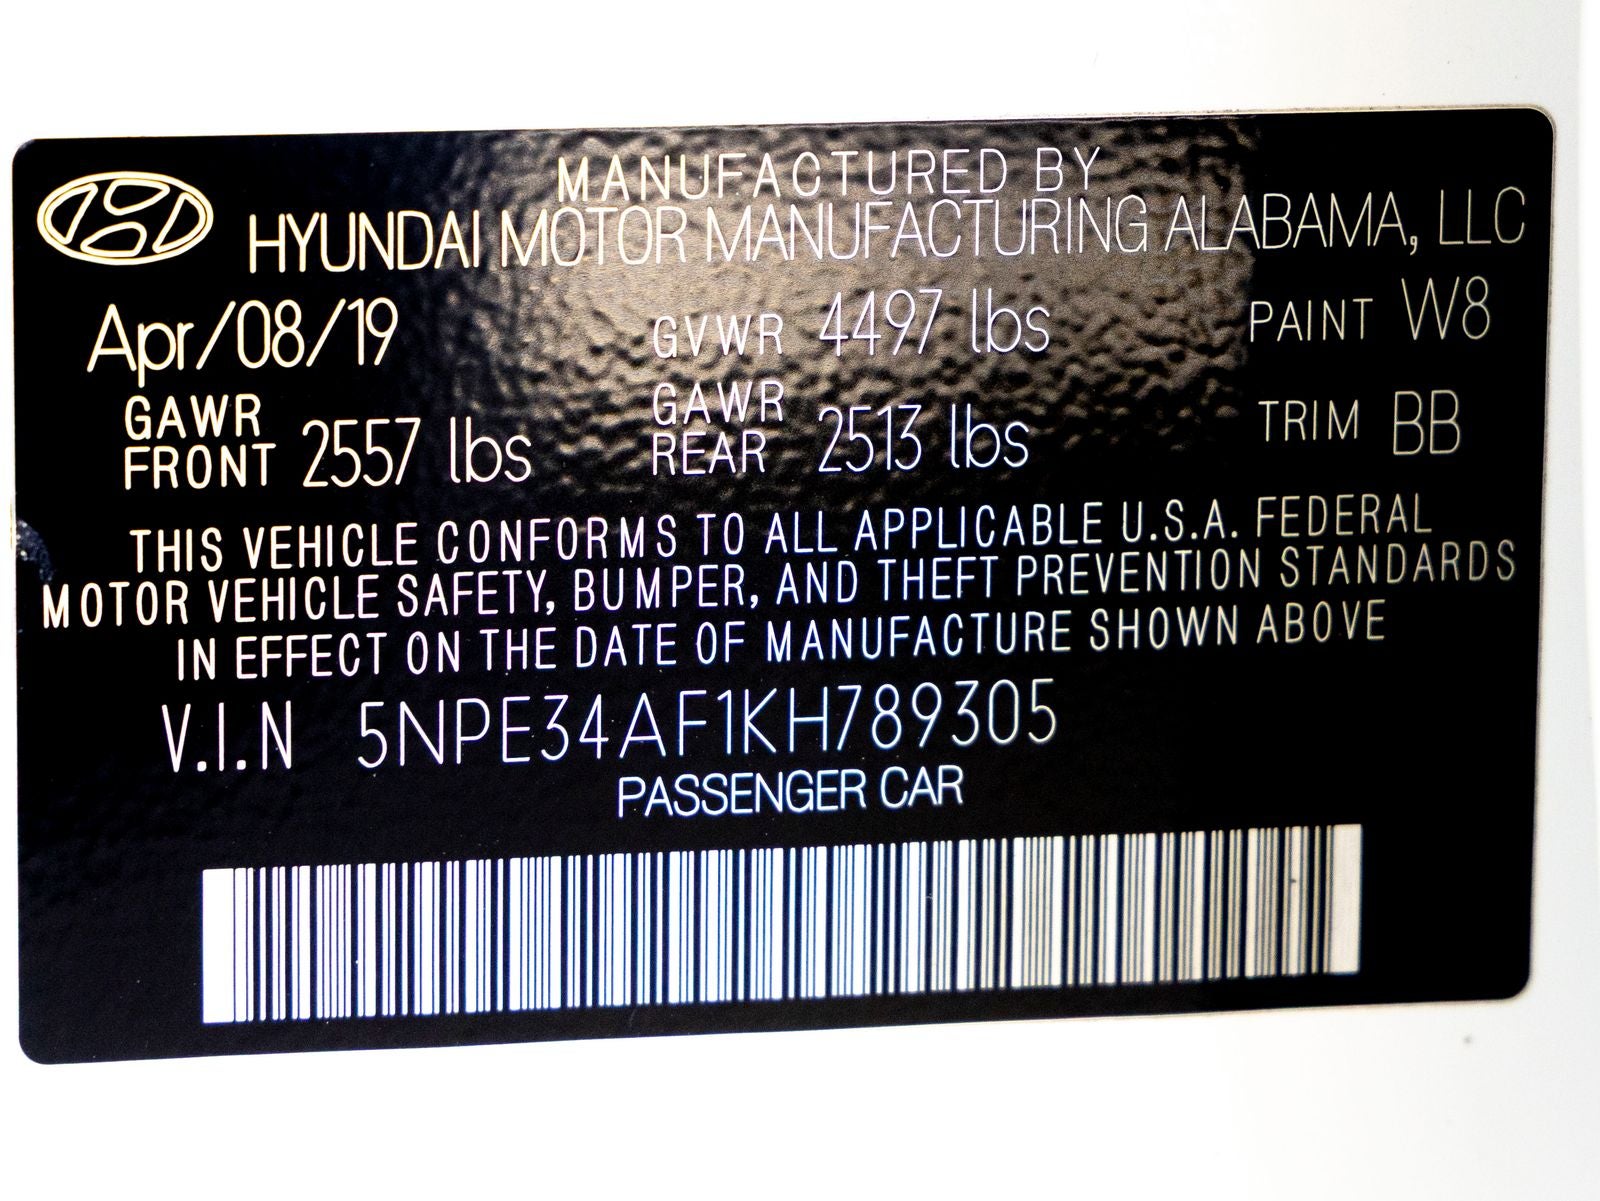 MANUFACTURED BY
HYUNDAI MOTOR MANUFACTURING ALABAMA, LLC
Apr/08/19 GVWR 4497 lbs PAINT W8
GAWR FRONT 2557 lbs GAWR REAR 2513 lbs TRIM BB
THIS VEHICLE CONFORMS TO ALL APPLICABLE U.S.A. FEDERAL
MOTOR VEHICLE SAFETY, BUMPER, AND THEFT PREVENTION STANDARDS
IN EFFECT ON THE DATE OF MANUFACTURE SHOWN ABOVE
V.I.N 5NPE34AF1KH789305
PASSENGER CAR